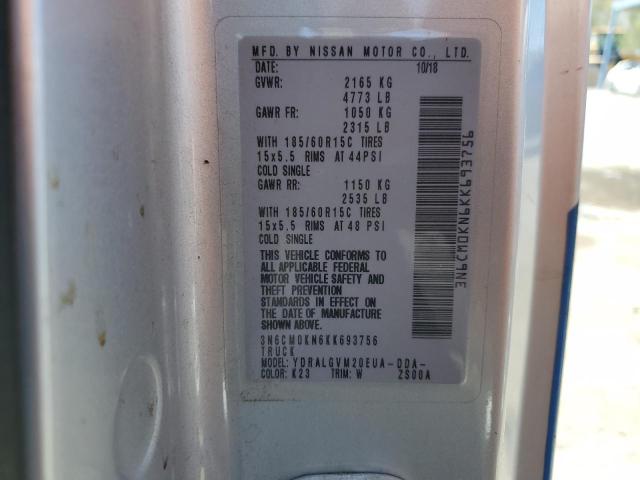 MFD. BY NISSAN MOTOR CO., LTD.
DATE: 10/18
GVWR: 2165 KG
4773 LB
GAWR FR: 1050 KG
2315 LB
WITH 185/60R15C TIRES
15x5.5 RIMS AT 44PSI
COLD SINGLE
GAWR RR: 1150 KG
2535 LB
WITH 185/60R15C TIRES
15x5.5 RIMS AT 48 PSI
COLD SINGLE
THIS VEHICLE CONFORMS TO
ALL APPLICABLE FEDERAL
MOTOR VEHICLE SAFETY AND
THEFT PREVENTION
STANDARDS IN EFFECT ON
THE DATE OF MANUFACTURE
SHOWN ABOVE.
3N6CM0KN6KK693756
TRUCK
MODEL: YDRALGVM20EUA-DDA-
COLOR: K23 TRIM: W ZS00A
3N6CM0KN6KK693756